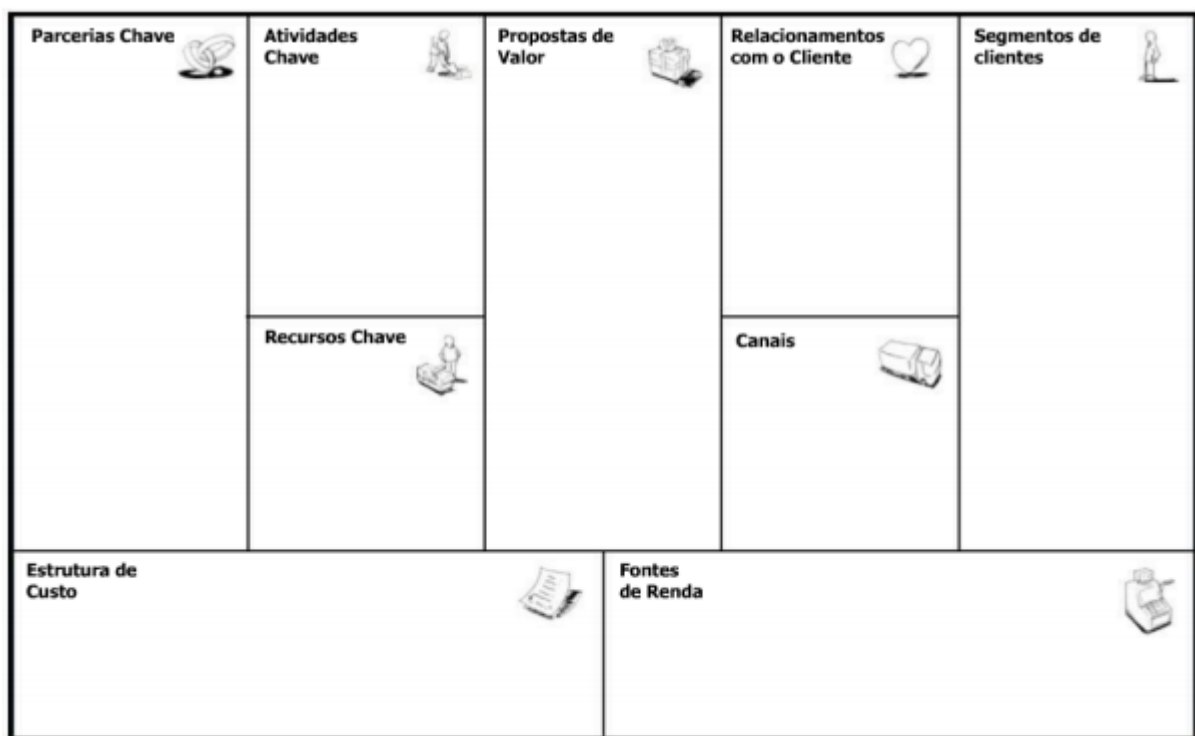 Parcerias Chave
Atividades
Chave
Propostas de
Valor
Relacionamentos
com o Cliente
Segmentos de
clientes
Recursos Chave
Canais
Estrutura de
Custo
Fontes
de Renda